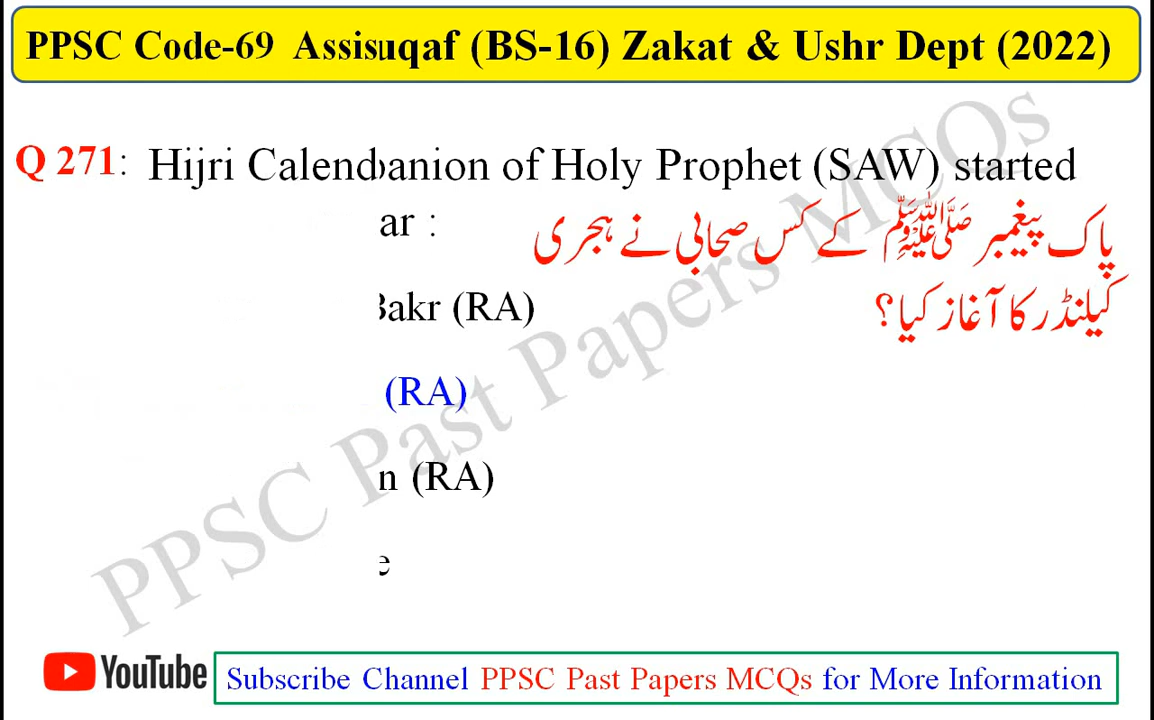 PPSC Code-69 Assisuqaf (BS-16) Zakat & Ushr Dept (2022)
Q 271: Hijri Calendanion of Holy Prophet (SAW) started
ar :
پاک پیغمبر ﷺ کے کس صحابی نے ہجری
کیلنڈر کا آغاز کیا؟
Bakr (RA)
(RA)
n (RA)
e
PPSC Past Papers MCQs
YouTube
Subscribe Channel PPSC Past Papers MCQs for More Information